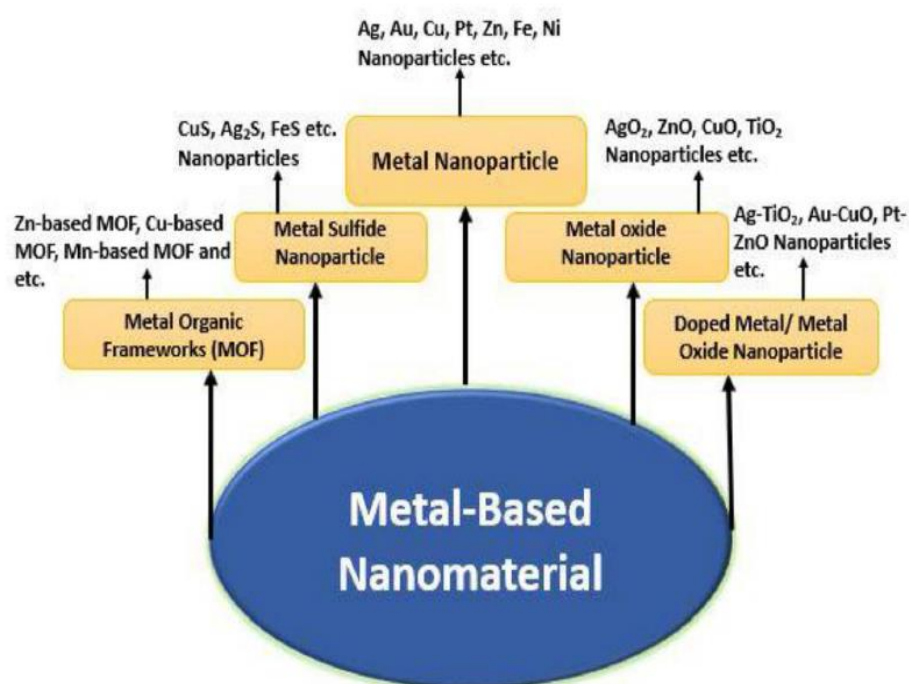 Ag, Au, Cu, Pt, Zn, Fe, Ni
Nanoparticles etc.
Metal Nanoparticle
CuS, Ag₂S, FeS etc.
Nanoparticles
Metal Sulfide
Nanoparticle
AgO₂, ZnO, CuO, TiO₂
Nanoparticles etc.
Metal oxide
Nanoparticle
Zn-based MOF, Cu-based
MOF, Mn-based MOF and
etc.
Metal Organic
Frameworks (MOF)
Ag-TiO₂, Au-CuO, Pt-
ZnO Nanoparticles
etc.
Doped Metal/ Metal
Oxide Nanoparticle
Metal-Based
Nanomaterial